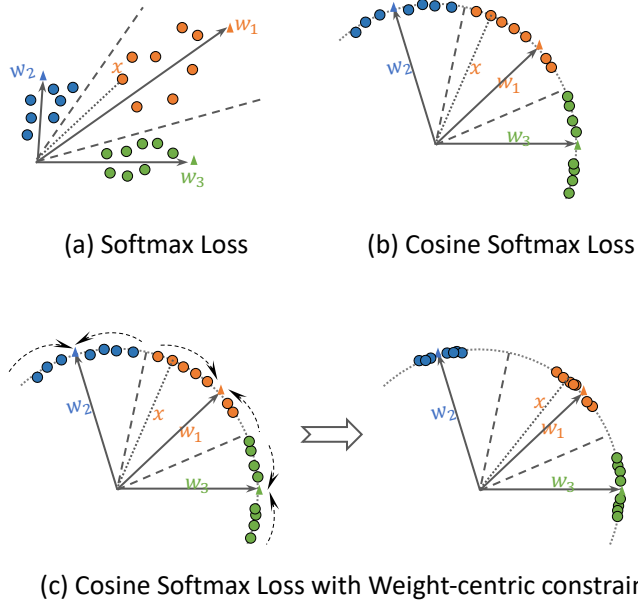 w₁
x
w₂
w₃
(a) Softmax Loss
w₂
x
w₁
w₃
(b) Cosine Softmax Loss
w₂
x
w₁
w₃
w₂
x
w₁
w₃
(c) Cosine Softmax Loss with Weight-centric constrai